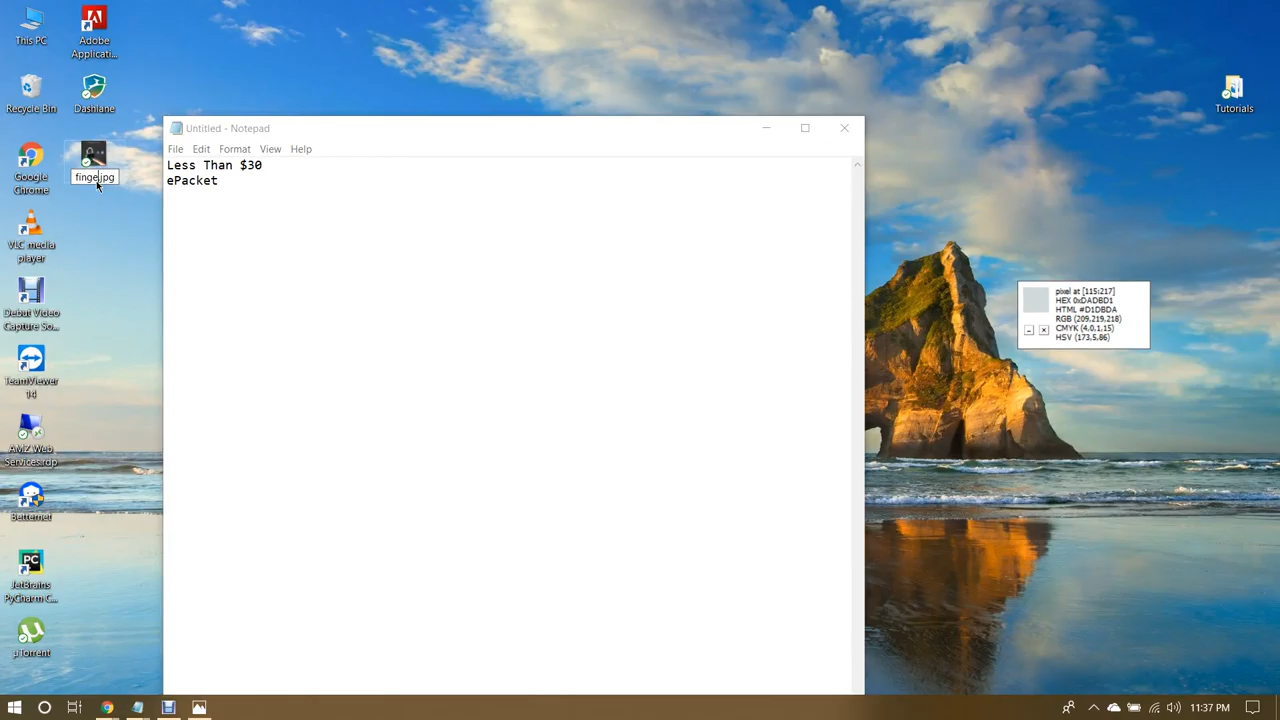 This PC
Adobe
Applicati...
Recycle Bin
Dashlane
Google
Chrome
finge.jpg
VLC media
player
Debut Video
Capture So...
TeamViewer
14
AMZ Web
Services.rdp
Betternet
PC
JetBrains
PyCharm C...
µTorrent
Untitled - Notepad
File Edit Format View Help
Less Than $30
ePacket
Tutorials
pixel at [115:217]
HEX 0xDADBD1
HTML #D1DBDA
RGB (209,219,218)
CMYK (4,0,1,15)
HSV (173,5,86)
11:37 PM